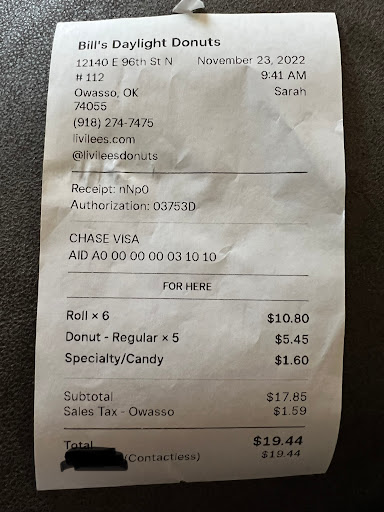 Bill's Daylight Donuts
12140 E 96th St N November 23, 2022
# 112 9:41 AM
Owasso, OK Sarah
74055
(918) 274-7475
livilees.com
@livileesdonuts
Receipt: nNp0
Authorization: 03753D
CHASE VISA
AID A0 00 00 00 03 10 10
FOR HERE
Roll × 6 $10.80
Donut - Regular × 5 $5.45
Specialty/Candy $1.60
Subtotal $17.85
Sales Tax - Owasso $1.59
Total $19.44
(Contactless) $19.44